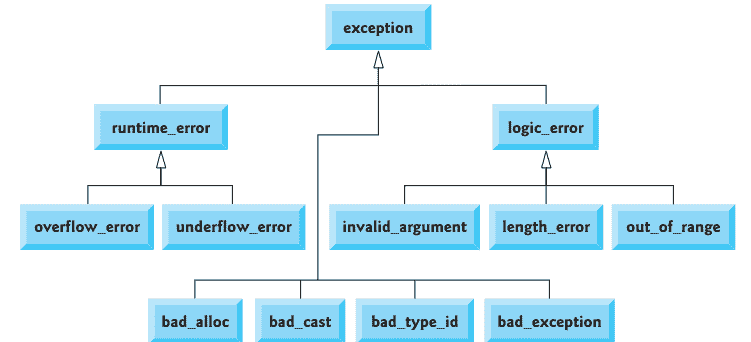 exception
runtime_error
logic_error
overflow_error
underflow_error
invalid_argument
length_error
out_of_range
bad_alloc
bad_cast
bad_type_id
bad_exception